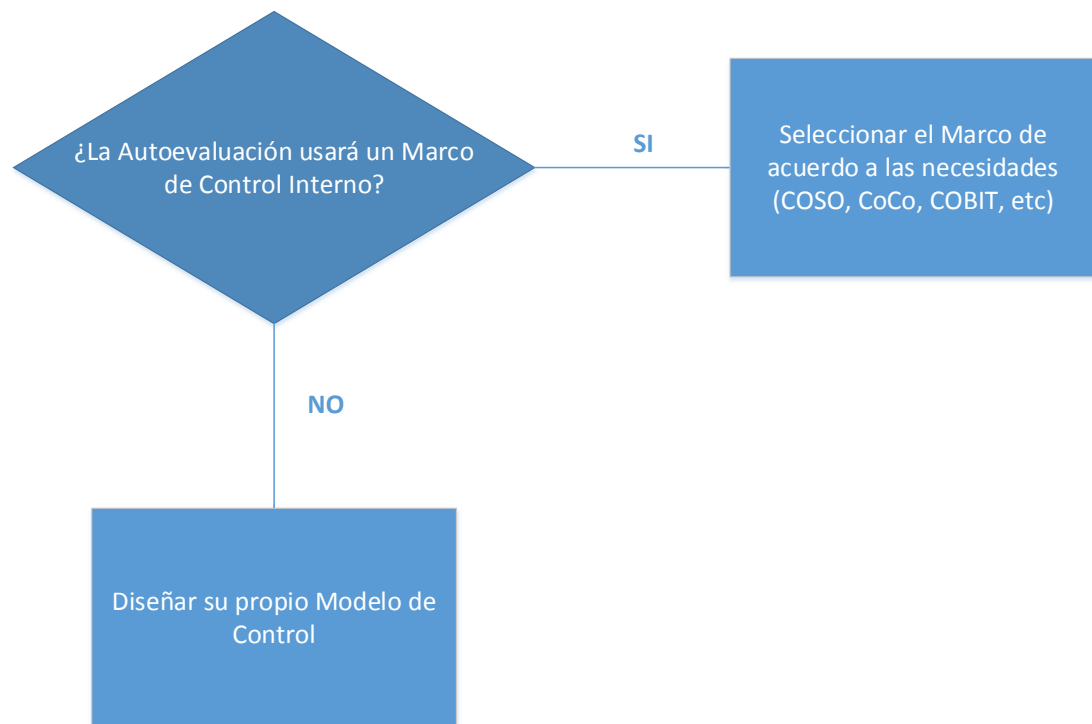 ¿La Autoevaluación usará un Marco
de Control Interno?
SI
Seleccionar el Marco de
acuerdo a las necesidades
(COSO, CoCo, COBIT, etc)
NO
Diseñar su propio Modelo de
Control